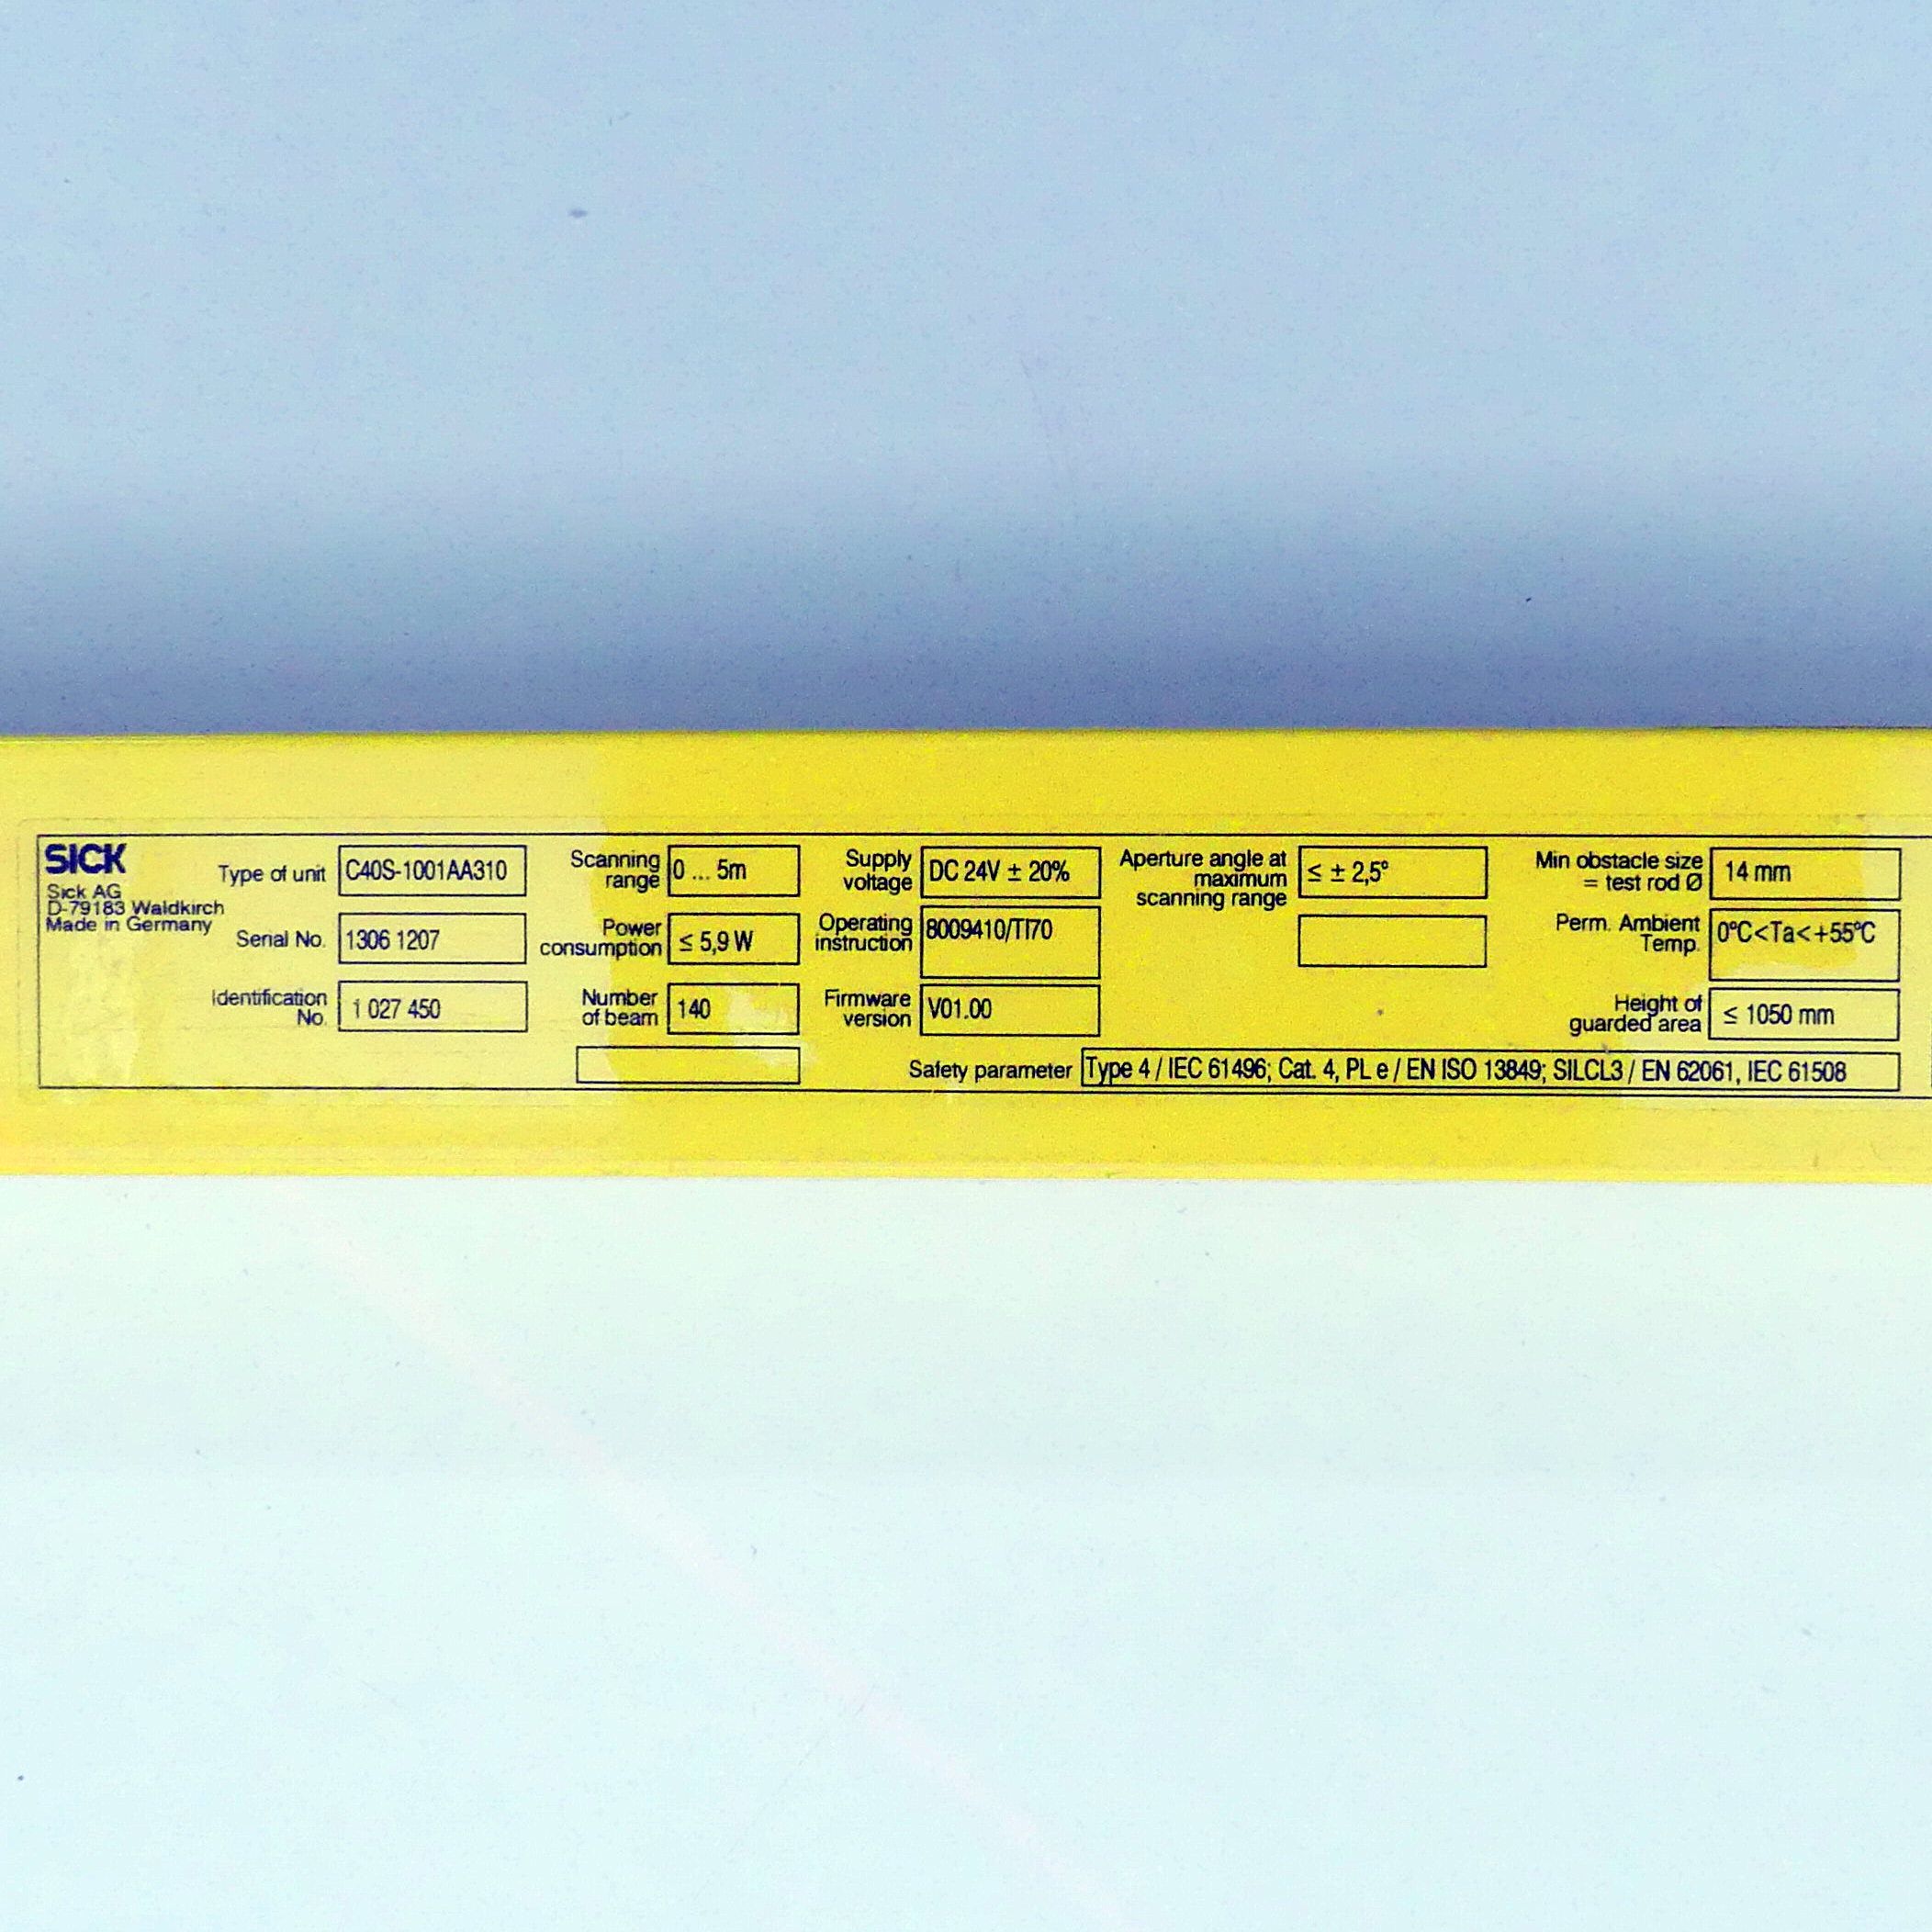 SICK
Sick AG
D-79183 Waldkirch
Made in Germany
Type of unit C40S-1001AA310
Serial No. 1306 1207
Identification
No. 1 027 450
Scanning
range 0 ... 5m
Power
consumption ≤ 5,9 W
Number
of beam 140
Supply
voltage DC 24V ± 20%
Operating
instruction 8009410/TI70
Firmware
version V01.00
Aperture angle at
maximum
scanning range ≤ ± 2,5°
Min obstacle size
= test rod Ø 14 mm
Perm. Ambient
Temp. 0°C<Ta<+55°C
Height of
guarded area ≤ 1050 mm
Safety parameter Type 4 / IEC 61496; Cat. 4, PL e / EN ISO 13849; SILCL3 / EN 62061, IEC 61508